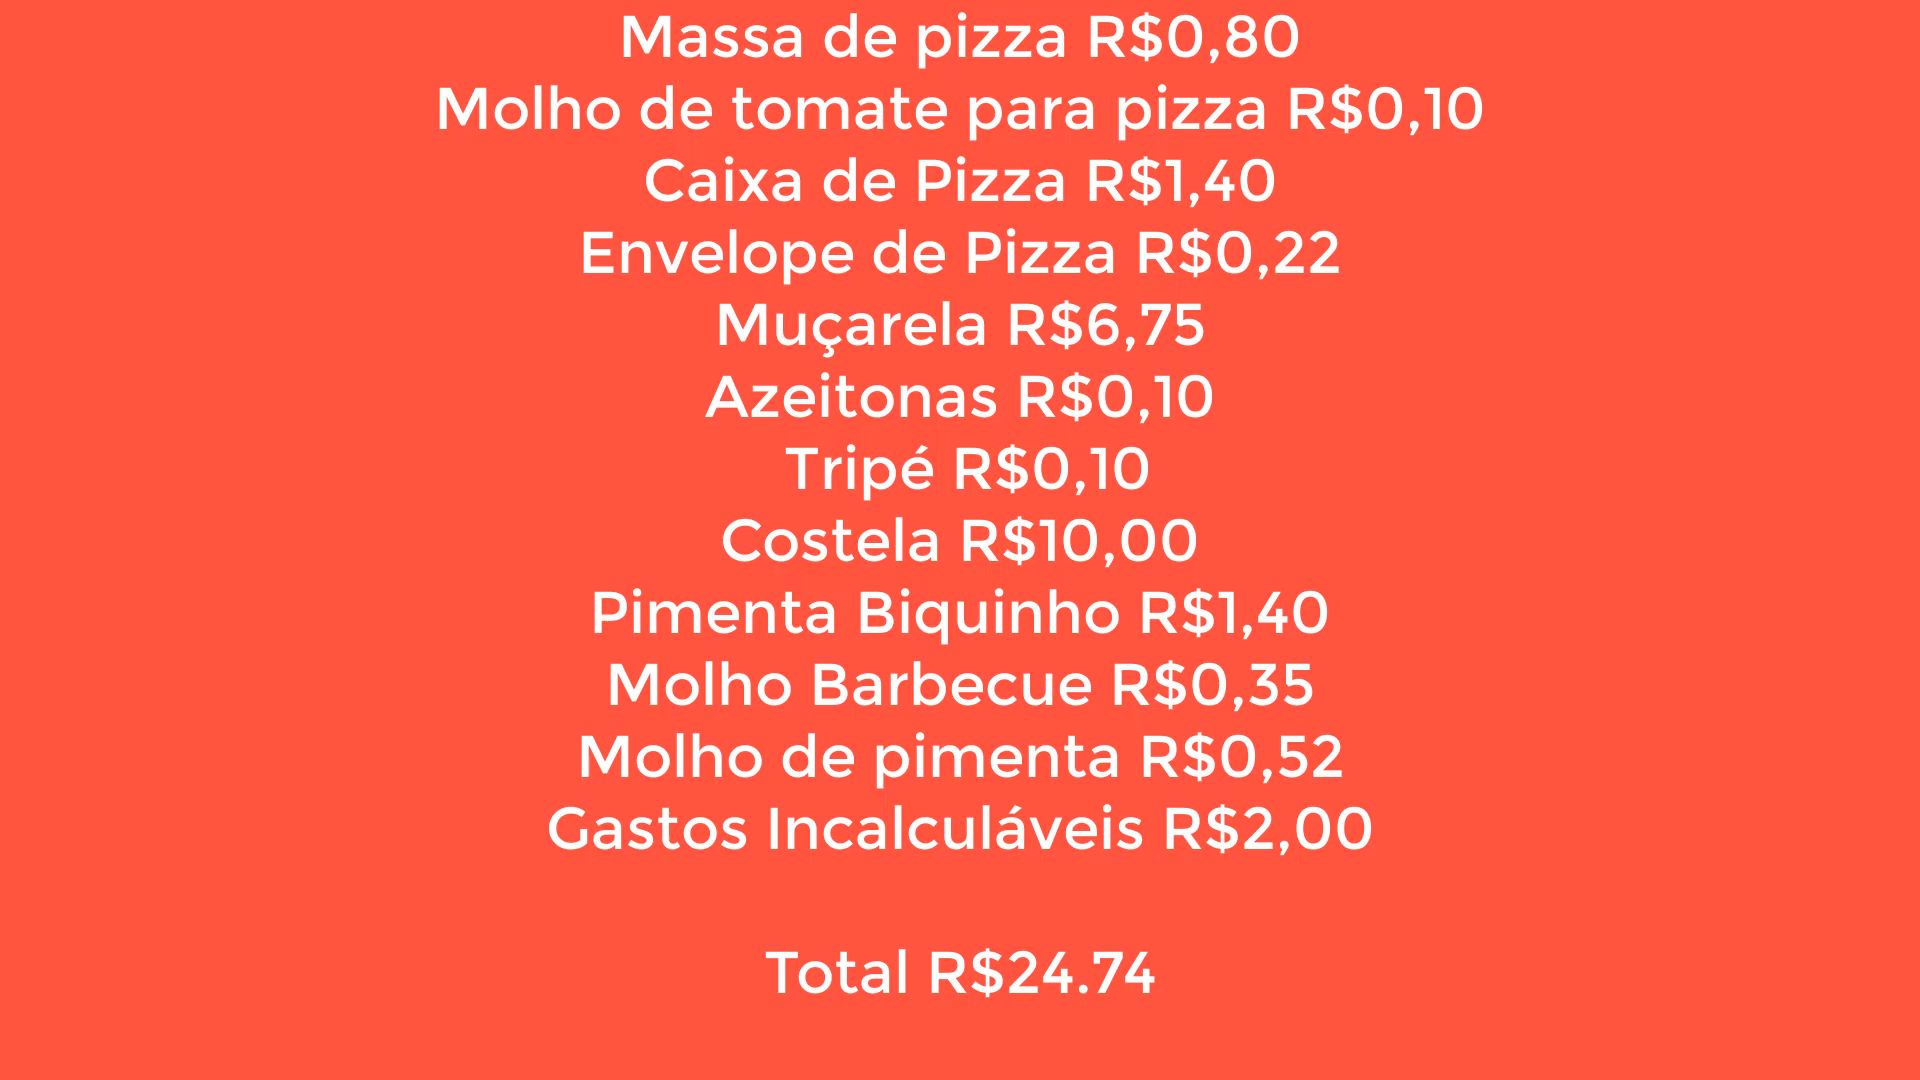 Massa de pizza R$0,80
Molho de tomate para pizza R$0,10
Caixa de Pizza R$1,40
Envelope de Pizza R$0,22
Muçarela R$6,75
Azeitonas R$0,10
Tripé R$0,10
Costela R$10,00
Pimenta Biquinho R$1,40
Molho Barbecue R$0,35
Molho de pimenta R$0,52
Gastos Incalculáveis R$2,00
Total R$24.74